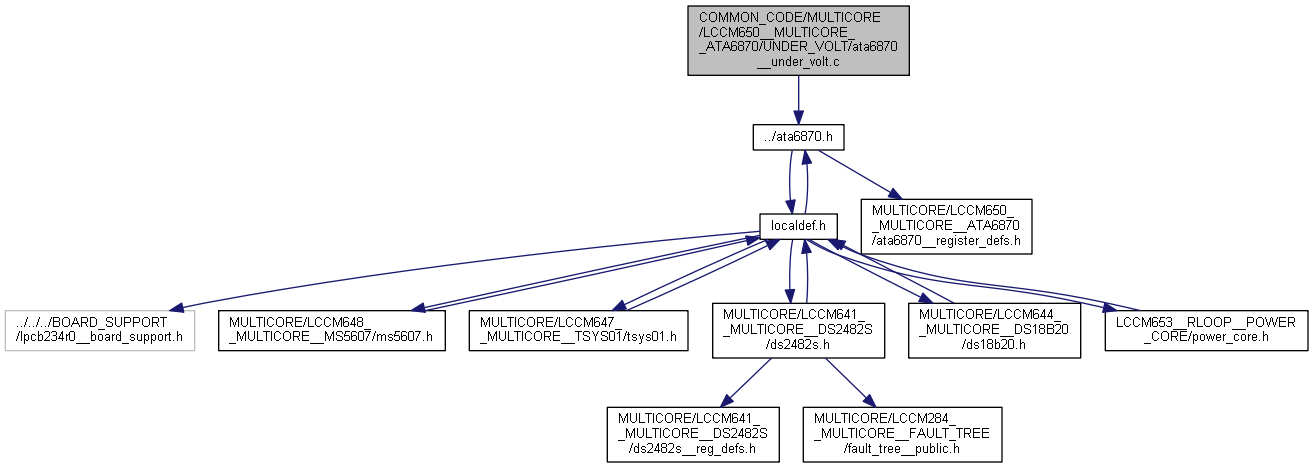 COMMON_CODE/MULTICORE
/LCCM650__MULTICORE_
_ATA6870/UNDER_VOLT/ata6870
__under_volt.c
../ata6870.h
MULTICORE/LCCM650_
_MULTICORE__ATA6870
/ata6870__register_defs.h
localdef.h
../../../BOARD_SUPPORT
/lpcb234r0__board_support.h
MULTICORE/LCCM648_
_MULTICORE__MS5607/ms5607.h
MULTICORE/LCCM647_
_MULTICORE__TSYS01/tsys01.h
MULTICORE/LCCM641_
_MULTICORE__DS2482S
/ds2482s.h
MULTICORE/LCCM644_
_MULTICORE__DS18B20
/ds18b20.h
LCCM653__RLOOP__POWER
_CORE/power_core.h
MULTICORE/LCCM641_
_MULTICORE__DS2482S
/ds2482s__reg_defs.h
MULTICORE/LCCM284_
_MULTICORE__FAULT_TREE
/fault_tree__public.h